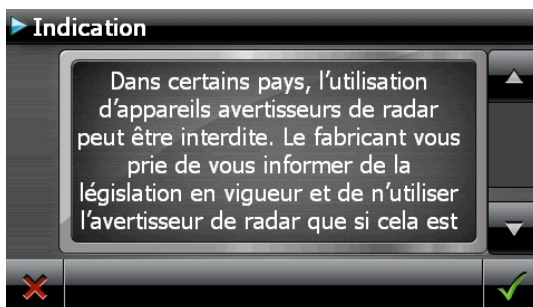 Indication
Dans certains pays, l'utilisation
d'appareils avertisseurs de radar
peut être interdite. Le fabricant vous
prie de vous informer de la
législation en vigueur et de n'utiliser
l'avertisseur de radar que si cela est